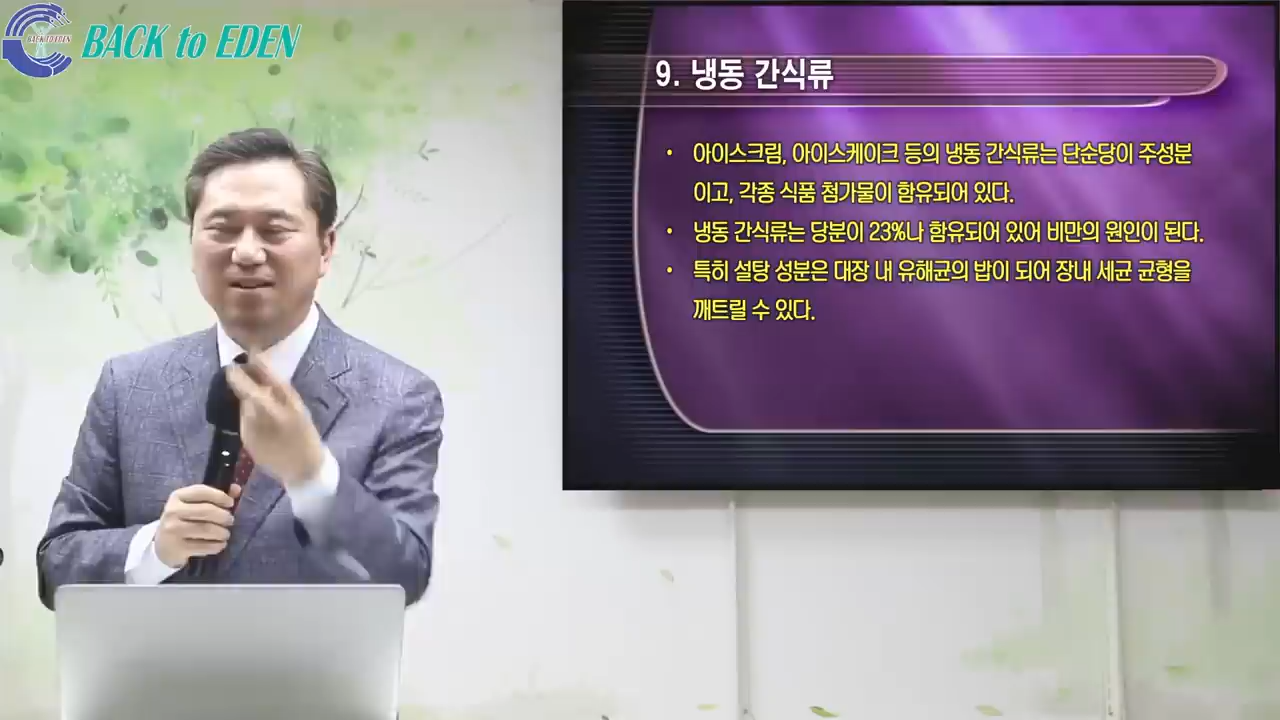 BACK TO EDEN
BACK to EDEN
9. 냉동 간식류
• 아이스크림, 아이스케이크 등의 냉동 간식류는 단순당이 주성분
이고, 각종 식품 첨가물이 함유되어 있다.
• 냉동 간식류는 당분이 23%나 함유되어 있어 비만의 원인이 된다.
• 특히 설탕 성분은 대장 내 유해균의 밥이 되어 장내 세균 균형을
깨트릴 수 있다.